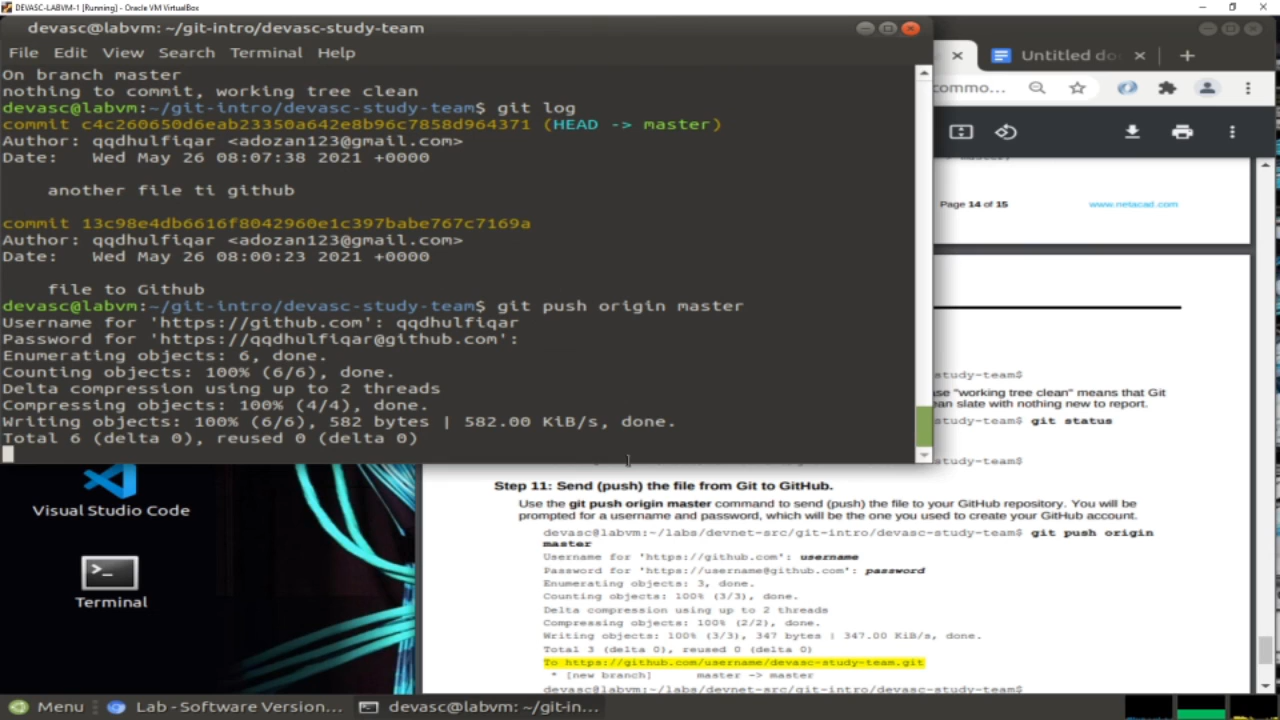 DEVASC-LABVM-1 [Running] - Oracle VM VirtualBox
devasc@labvm: ~/git-intro/devasc-study-team
File Edit View Search Terminal Help
On branch master
nothing to commit, working tree clean
devasc@labvm:~/git-intro/devasc-study-team$ git log
commit c4c260650d6eab23350a642e8b96c7858d964371 (HEAD -> master)
Author: qqdhulfiqar <adozan123@gmail.com>
Date:   Wed May 26 08:07:38 2021 +0000
another file ti github
commit 13c98e4db6616f8042960e1c397babe767c7169a
Author: qqdhulfiqar <adozan123@gmail.com>
Date:   Wed May 26 08:00:23 2021 +0000
file to Github
devasc@labvm:~/git-intro/devasc-study-team$ git push origin master
Username for 'https://github.com': qqdhulfiqar
Password for 'https://qqdhulfiqar@github.com':
Enumerating objects: 6, done.
Counting objects: 100% (6/6), done.
Delta compression using up to 2 threads
Compressing objects: 100% (4/4), done.
Writing objects: 100% (6/6), bytes | 582.00 KiB/s, done.
Total 6 (delta 0), reused 0 (delta 0)
Untitled do
commo...
Page 14 of 15
www.netacad.com
study-team$
"working tree clean" means that Git
slate with nothing new to report.
study-team$ git status
study-team$
Step 11: Send (push) the file from Git to GitHub.
Use the git push origin master command to send (push) the file to your GitHub repository. You will be
prompted for a username and password, which will be the one you used to create your GitHub account.
devasc@labvm:~/labs/devnet-src/git-intro/devasc-study-team$ git push origin
master
Username for 'https://github.com': username
Password for 'https://username@github.com': password
Enumerating objects: 3, done.
Counting objects: 100% (3/3), done.
Delta compression using up to 2 threads
Compressing objects: 100% (2/2), done.
Writing objects: 100% (3/3), 347 bytes | 347.00 KiB/s, done.
Total 3 (delta 0), reused 0 (delta 0)
To https://github.com/username/devasc-study-team.git
* [new branch] master -> master
devasc@labvm:~/labs/devnet-src/git-intro/devasc-study-team$
Visual Studio Code
Terminal
Menu
Lab - Software Version...
devasc@labvm: ~/git-in...